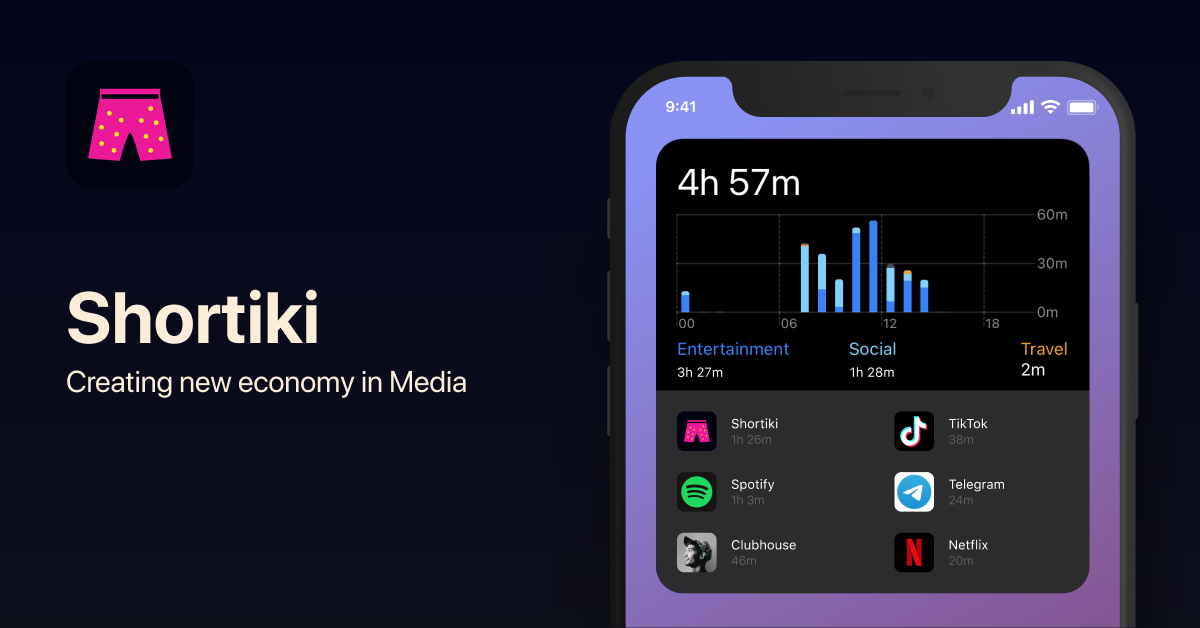 Shortiki
Creating new economy in Media
9:41
4h 57m
60m
30m
0m
00 06 12 18
Entertainment Social Travel
3h 27m 1h 28m 2m
Shortiki TikTok
1h 26m 38m
Spotify Telegram
1h 3m 24m
Clubhouse Netflix
46m 20m